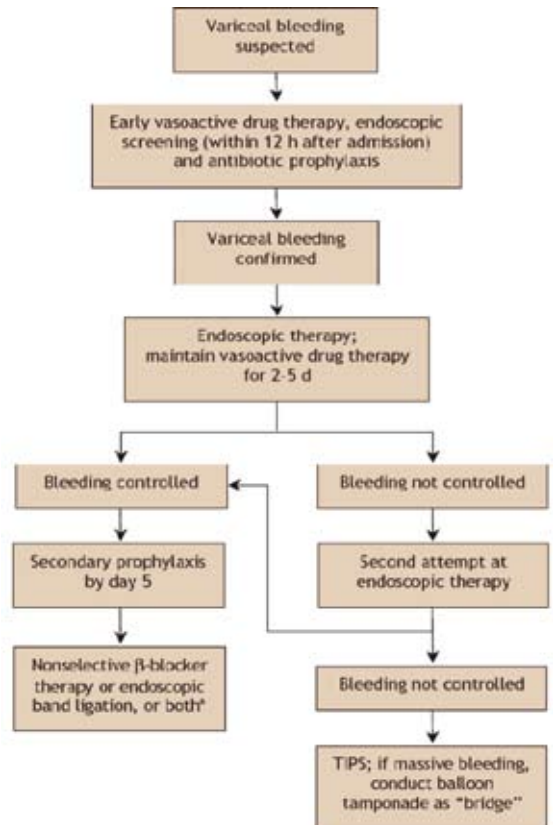 Variceal bleeding
suspected
Early vasoactive drug therapy, endoscopic
screening (within 12 h after admission)
and antibiotic prophylaxis
Variceal bleeding
confirmed
Endoscopic therapy;
maintain vasoactive drug therapy
for 2-5 d
Bleeding controlled
Bleeding not controlled
Secondary prophylaxis
by day 5
Second attempt at
endoscopic therapy
Nonselective β-blocker
therapy or endoscopic
band ligation, or both*
Bleeding not controlled
TIPS; if massive bleeding,
conduct balloon
tamponade as “bridge”